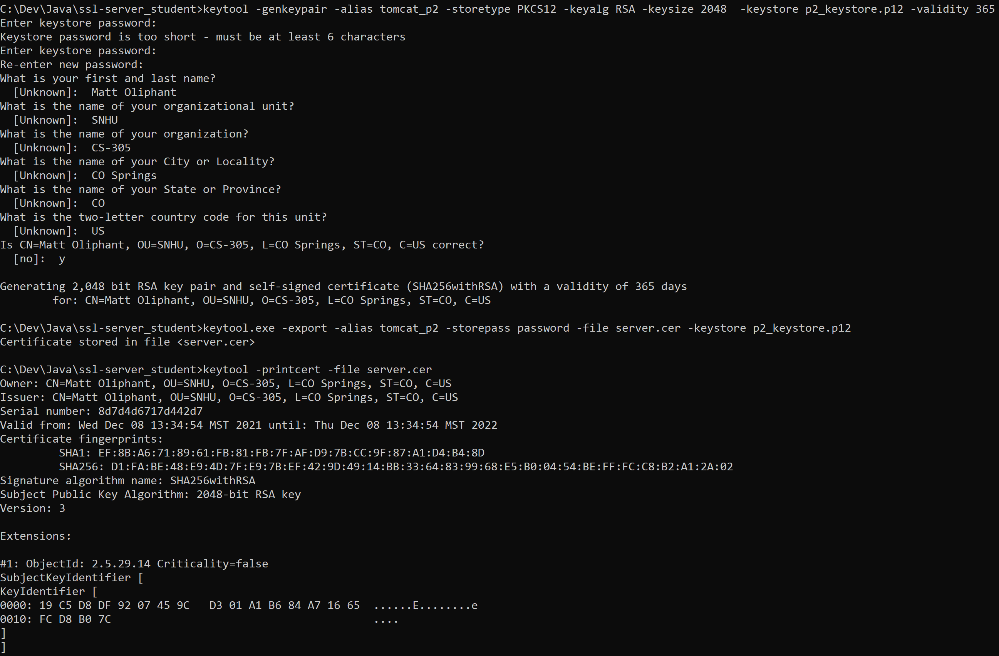 C:\Dev\Java\ssl-server_student>keytool -genkeypair -alias tomcat_p2 -storetype PKCS12 -keyalg RSA -keysize 2048  -keystore p2_keystore.p12 -validity 365
Enter keystore password:
Keystore password is too short - must be at least 6 characters
Enter keystore password:
Re-enter new password:
What is your first and last name?
  [Unknown]:  Matt Oliphant
What is the name of your organizational unit?
  [Unknown]:  SNHU
What is the name of your organization?
  [Unknown]:  CS-305
What is the name of your City or Locality?
  [Unknown]:  CO Springs
What is the name of your State or Province?
  [Unknown]:  CO
What is the two-letter country code for this unit?
  [Unknown]:  US
Is CN=Matt Oliphant, OU=SNHU, O=CS-305, L=CO Springs, ST=CO, C=US correct?
  [no]:  y

Generating 2,048 bit RSA key pair and self-signed certificate (SHA256withRSA) with a validity of 365 days
        for: CN=Matt Oliphant, OU=SNHU, O=CS-305, L=CO Springs, ST=CO, C=US

C:\Dev\Java\ssl-server_student>keytool.exe -export -alias tomcat_p2 -storepass password -file server.cer -keystore p2_keystore.p12
Certificate stored in file <server.cer>

C:\Dev\Java\ssl-server_student>keytool -printcert -file server.cer
Owner: CN=Matt Oliphant, OU=SNHU, O=CS-305, L=CO Springs, ST=CO, C=US
Issuer: CN=Matt Oliphant, OU=SNHU, O=CS-305, L=CO Springs, ST=CO, C=US
Serial number: 8d7d4d6717d442d7
Valid from: Wed Dec 08 13:34:54 MST 2021 until: Thu Dec 08 13:34:54 MST 2022
Certificate fingerprints:
         SHA1: EF:8B:A6:71:89:61:FB:81:FB:7F:AF:D9:7B:CC:9F:87:A1:D4:B4:8D
         SHA256: D1:FA:BE:48:E9:4D:7F:E9:7B:EF:42:9D:49:14:BB:33:64:83:99:68:E5:B0:04:54:BE:FF:FC:C8:B2:A1:2A:02
Signature algorithm name: SHA256withRSA
Subject Public Key Algorithm: 2048-bit RSA key
Version: 3

Extensions:

#1: ObjectId: 2.5.29.14 Criticality=false
SubjectKeyIdentifier [
KeyIdentifier [
0000: 19 C5 D8 DF 92 07 45 9C   D3 01 A1 B6 84 A7 16 65  ......E........e
0010: FC D8 B0 7C                                        ....
]
]